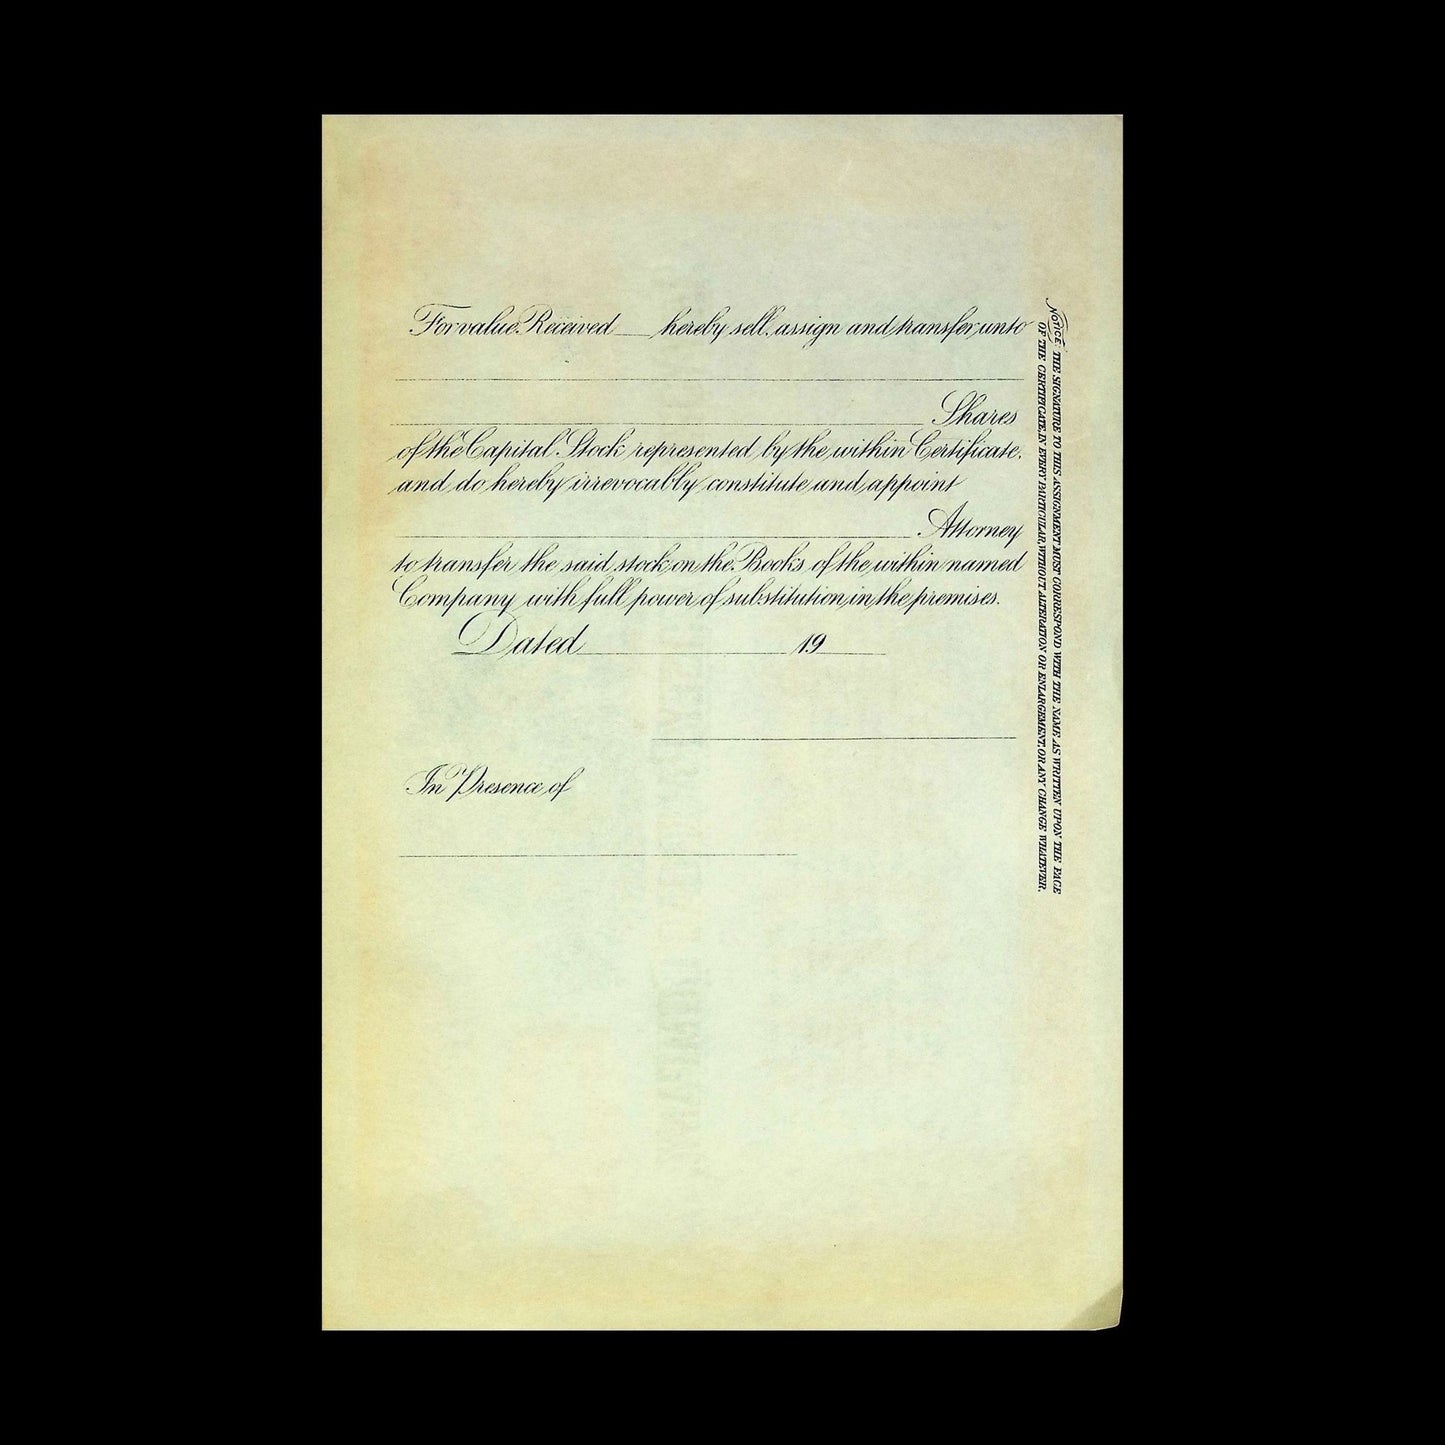 For value Received ____ hereby sell, assign and transfer unto
Shares
of the Capital Stock represented by the within Certificate,
and do hereby irrevocably constitute and appoint
Attorney
to transfer the said stock on the Books of the within named
Company with full power of substitution in the premises.
Dated ____ 19 ____
In Presence of
NOTICE: THE SIGNATURE TO THIS ASSIGNMENT MUST CORRESPOND WITH THE NAME AS WRITTEN UPON THE FACE
OF THE CERTIFICATE, IN EVERY PARTICULAR, WITHOUT ALTERATION OR ENLARGEMENT, OR ANY CHANGE WHATEVER.